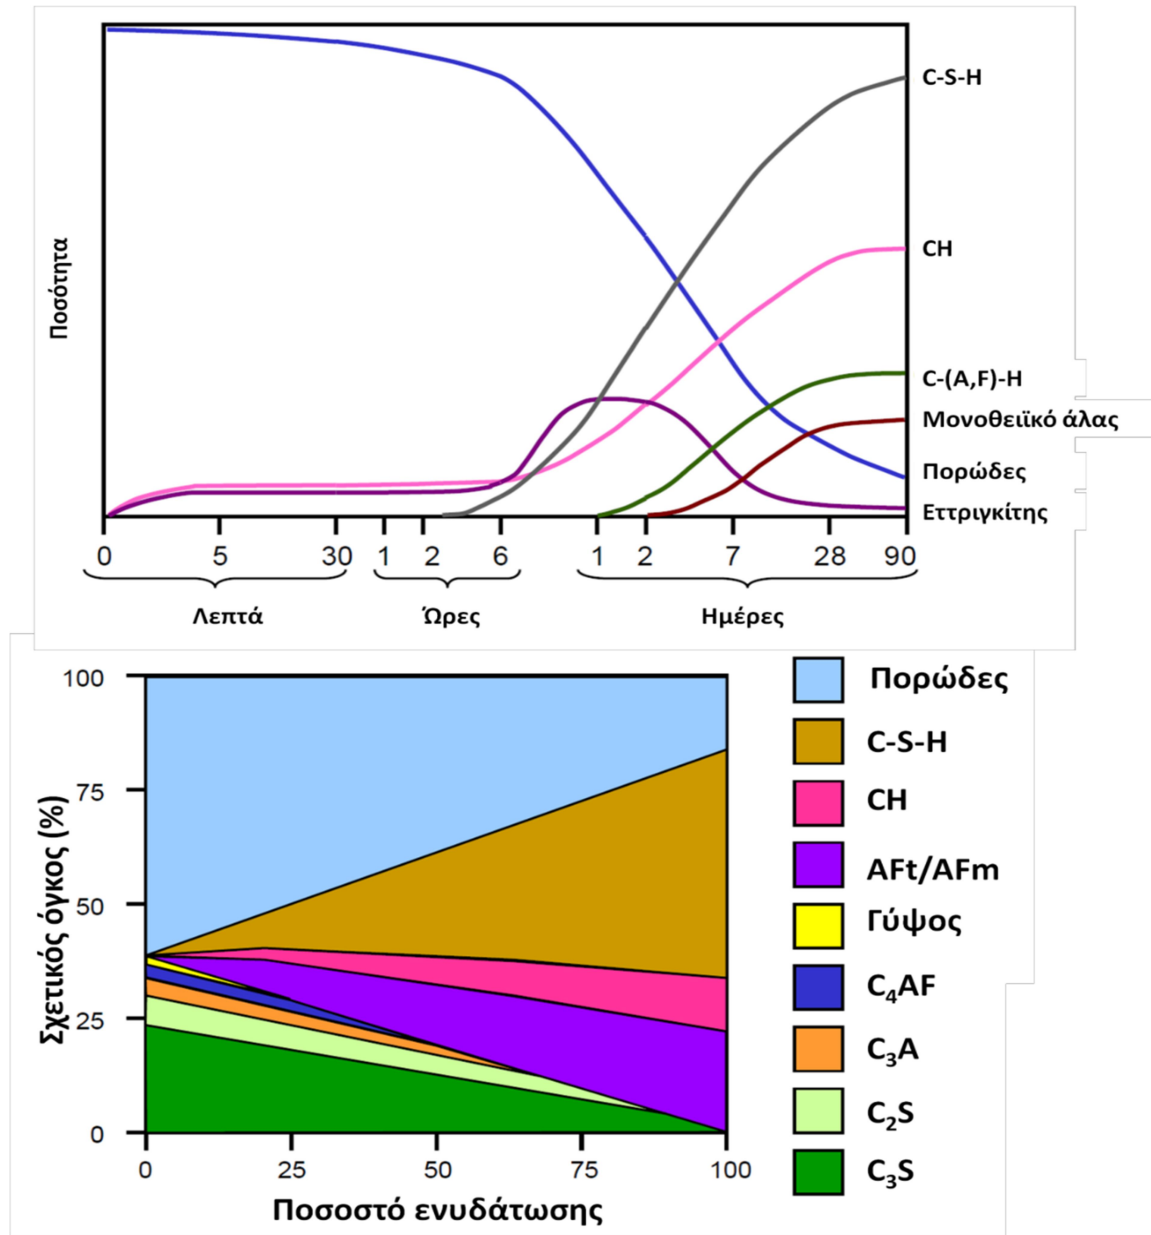 Ποσότητα
C-S-H
CH
C-(A,F)-H
Μονοθειϊκό άλας
Πορώδες
Εττριγκίτης
0 5 30 1 2 6 1 2 7 28 90
Λεπτά Ώρες Ημέρες
Σχετικός όγκος (%)
100
75
50
25
0
0 25 50 75 100
Ποσοστό ενυδάτωσης
Πορώδες
C-S-H
CH
AFt/AFm
Γύψος
C₄AF
C₃A
C₂S
C₃S